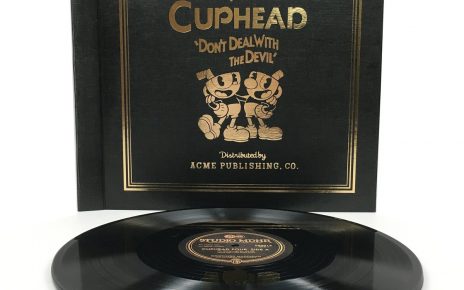 CUPHEAD
"DON'T DEAL WITH
THE DEVIL"
Distributed by
ACME PUBLISHING, CO.
STUDIO MDHR